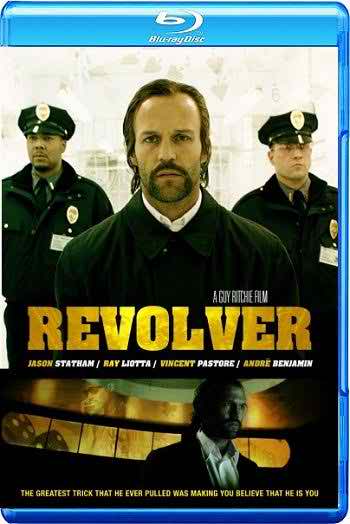 Blu-ray Disc
A GUY RITCHIE FILM
REVOLVER
JASON STATHAM / RAY LIOTTA / VINCENT PASTORE / ANDRÉ BENJAMIN
THE GREATEST TRICK THAT HE EVER PULLED WAS MAKING YOU BELIEVE THAT HE IS YOU